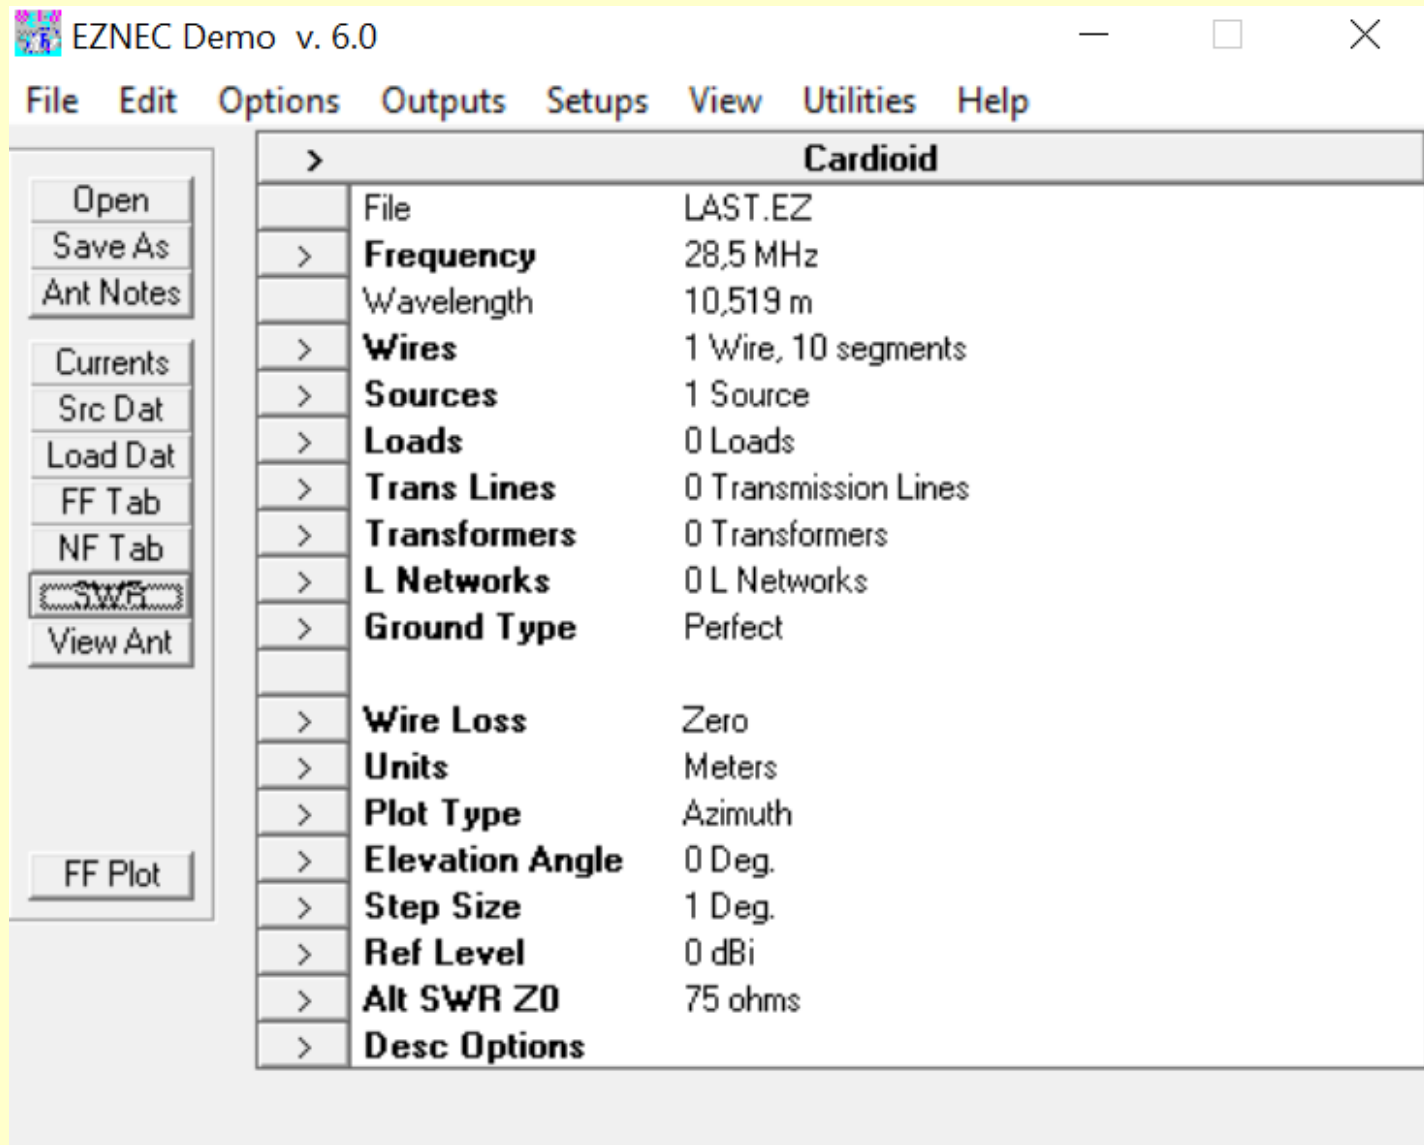 EZNEC Demo v. 6.0
File Edit Options Outputs Setups View Utilities Help
> Cardioid
Open
Save As
Ant Notes
Currents
Src Dat
Load Dat
FF Tab
NF Tab
SWR
View Ant
FF Plot
File LAST.EZ
> Frequency 28,5 MHz
Wavelength 10,519 m
> Wires 1 Wire, 10 segments
> Sources 1 Source
> Loads 0 Loads
> Trans Lines 0 Transmission Lines
> Transformers 0 Transformers
> L Networks 0 L Networks
> Ground Type Perfect
> Wire Loss Zero
> Units Meters
> Plot Type Azimuth
> Elevation Angle 0 Deg.
> Step Size 1 Deg.
> Ref Level 0 dBi
> Alt SWR Z0 75 ohms
> Desc Options